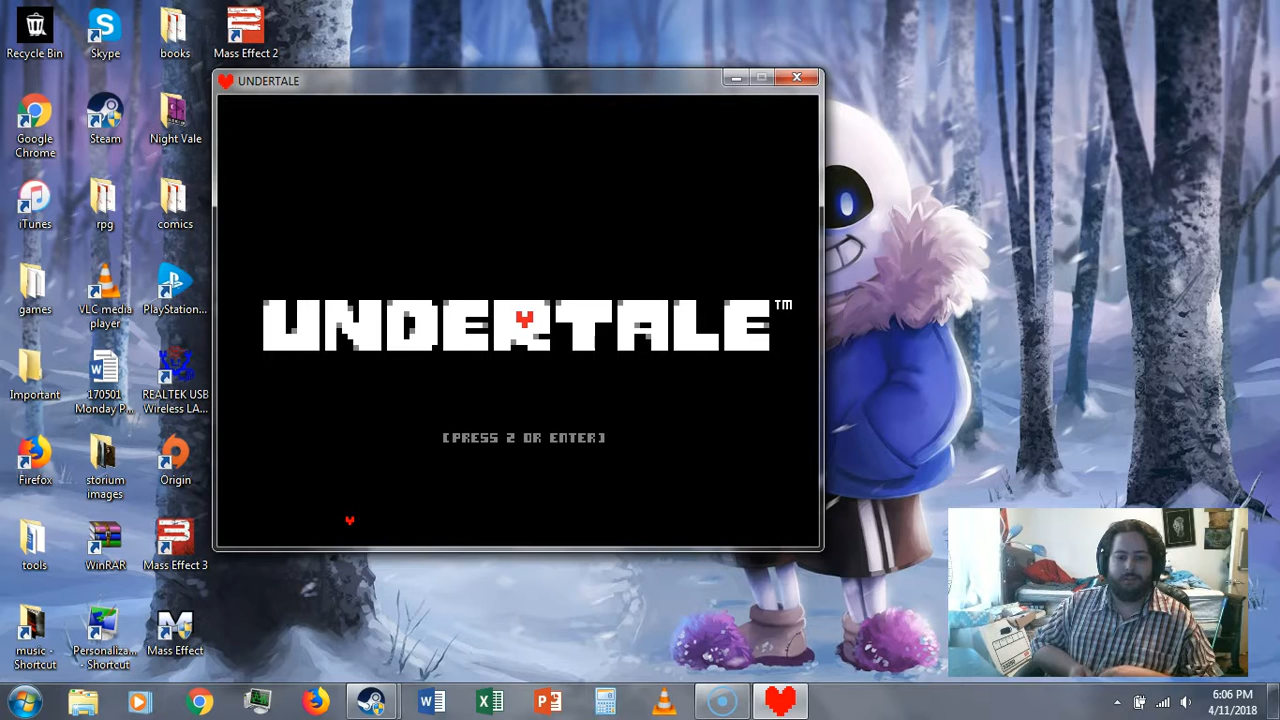 Recycle Bin
Skype
books
Mass Effect 2
UNDERTALE
Google
Chrome
Steam
Night Vale
iTunes
rpg
comics
games
VLC media
player
PlayStation...
Important
170501
Monday P...
REALTEK USB
Wireless LA...
Firefox
storium
images
Origin
tools
WinRAR
Mass Effect 3
music -
Shortcut
Personaliza...
- Shortcut
Mass Effect
UNDERTALE™
[PRESS Z OR ENTER]
6:06 PM
4/11/2018